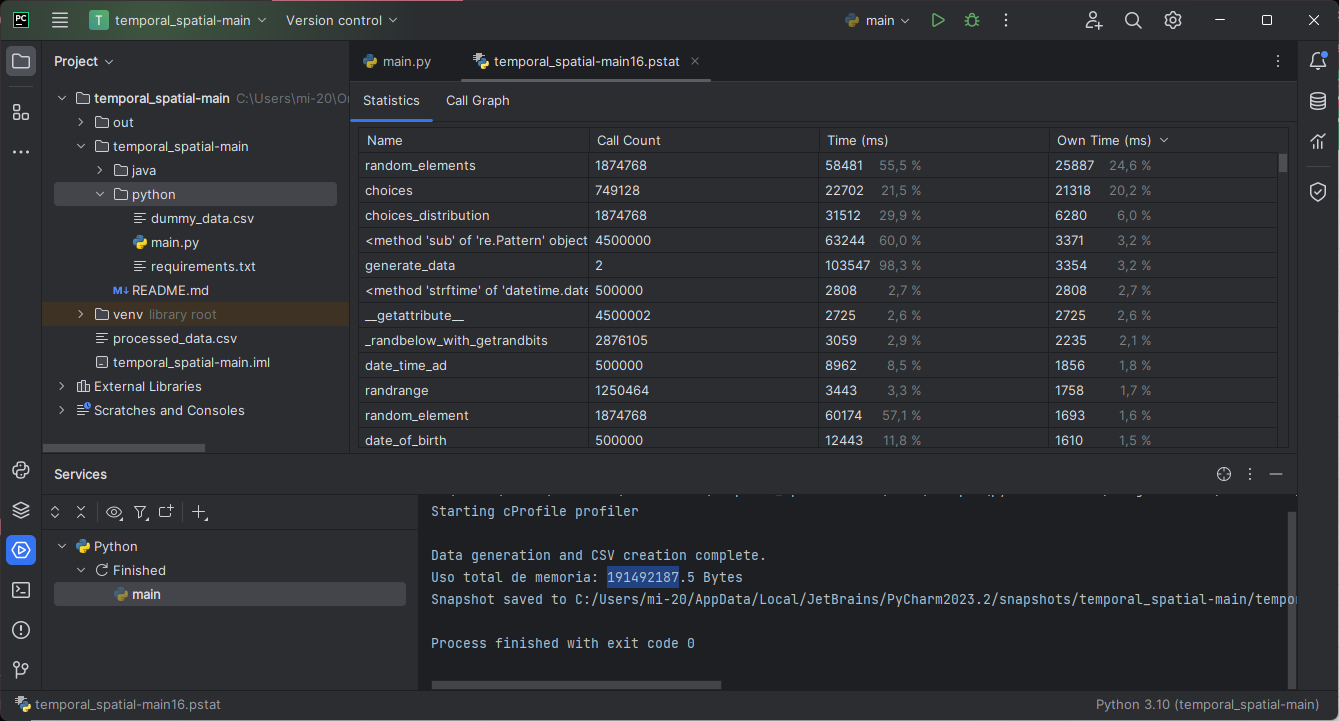 PC
T temporal_spatial-main Version control main
Project
temporal_spatial-main C:\Users\mi-20\On
out
temporal_spatial-main
java
python
dummy_data.csv
main.py
requirements.txt
M↓ README.md
venv library root
processed_data.csv
temporal_spatial-main.iml
External Libraries
Scratches and Consoles
main.py temporal_spatial-main16.pstat
Statistics Call Graph
Name Call Count Time (ms) Own Time (ms)
random_elements 1874768 58481 55,5 % 25887 24,6 %
choices 749128 22702 21,5 % 21318 20,2 %
choices_distribution 1874768 31512 29,9 % 6280 6,0 %
<method 'sub' of 're.Pattern' object 4500000 63244 60,0 % 3371 3,2 %
generate_data 2 103547 98,3 % 3354 3,2 %
<method 'strftime' of 'datetime.date 500000 2808 2,7 % 2808 2,7 %
__getattribute__ 4500002 2725 2,6 % 2725 2,6 %
_randbelow_with_getrandbits 2876105 3059 2,9 % 2235 2,1 %
date_time_ad 500000 8962 8,5 % 1856 1,8 %
randrange 1250464 3443 3,3 % 1758 1,7 %
random_element 1874768 60174 57,1 % 1693 1,6 %
date_of_birth 500000 12443 11,8 % 1610 1,5 %
Services
Python
Finished
main
Starting cProfile profiler
Data generation and CSV creation complete.
Uso total de memoria: 191492187.5 Bytes
Snapshot saved to C:/Users/mi-20/AppData/Local/JetBrains/PyCharm2023.2/snapshots/temporal_spatial-main/tempor
Process finished with exit code 0
temporal_spatial-main16.pstat Python 3.10 (temporal_spatial-main)